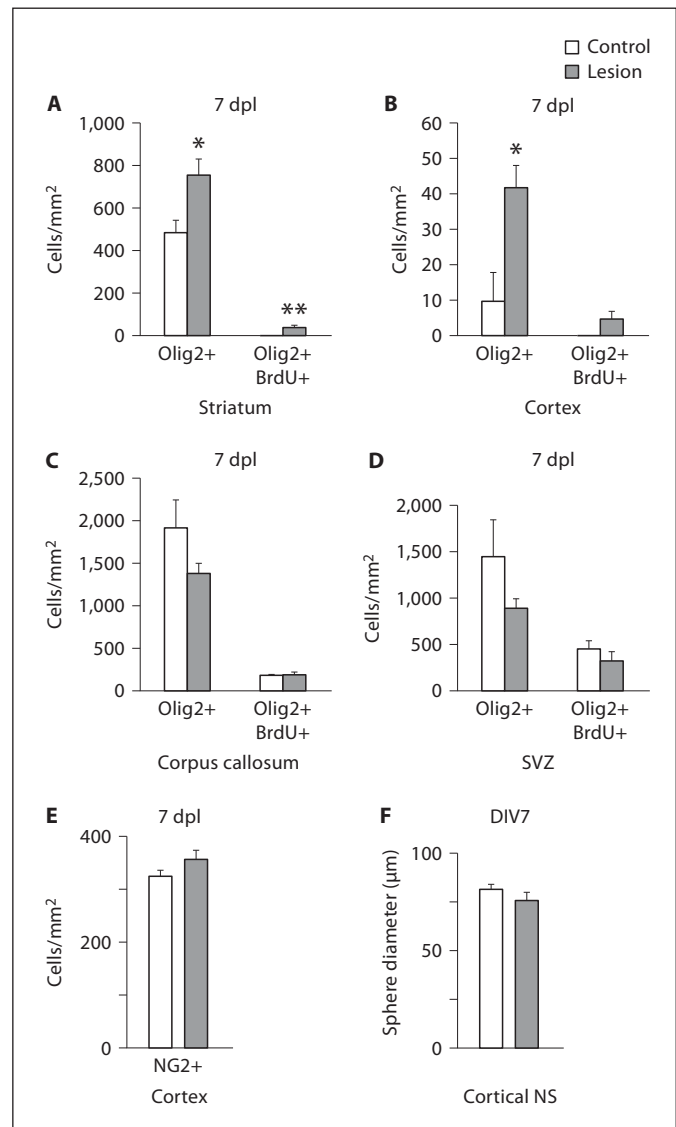 Control
Lesion
A
7 dpl
1,000
800
600
400
200
0
Cells/mm²
*
**
Olig2+
Olig2+
BrdU+
Striatum
B
7 dpl
60
50
40
30
20
10
0
Cells/mm²
*
Olig2+
Olig2+
BrdU+
Cortex
C
7 dpl
2,500
2,000
1,500
1,000
500
0
Cells/mm²
Olig2+
Olig2+
BrdU+
Corpus callosum
D
7 dpl
2,000
1,500
1,000
500
0
Cells/mm²
Olig2+
Olig2+
BrdU+
SVZ
E
7 dpl
400
200
0
Cells/mm²
NG2+
Cortex
F
DIV7
100
75
50
0
Sphere diameter (μm)
Cortical NS